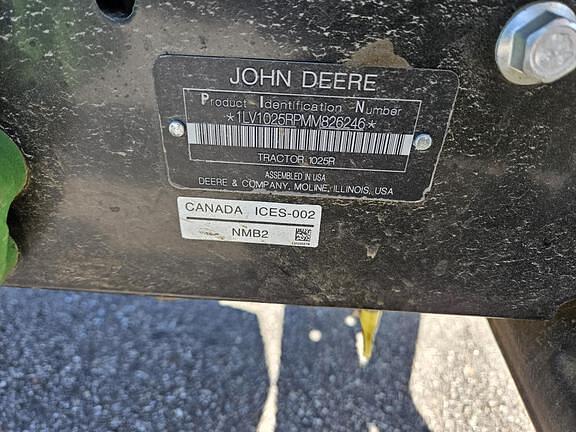 JOHN DEERE
Product Identification Number
*1LV1025RPMM826246*
TRACTOR 1025R
ASSEMBLED IN USA
DEERE & COMPANY, MOLINE, ILLINOIS, USA
CANADA ICES-002
NMB2